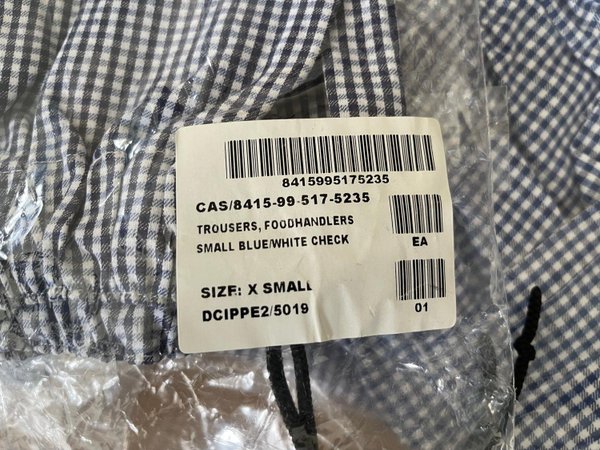 8415995175235
CAS/8415-99-517-5235
TROUSERS, FOODHANDLERS
SMALL BLUE/WHITE CHECK
EA
SIZE: X SMALL
DCIPPE2/5019
01